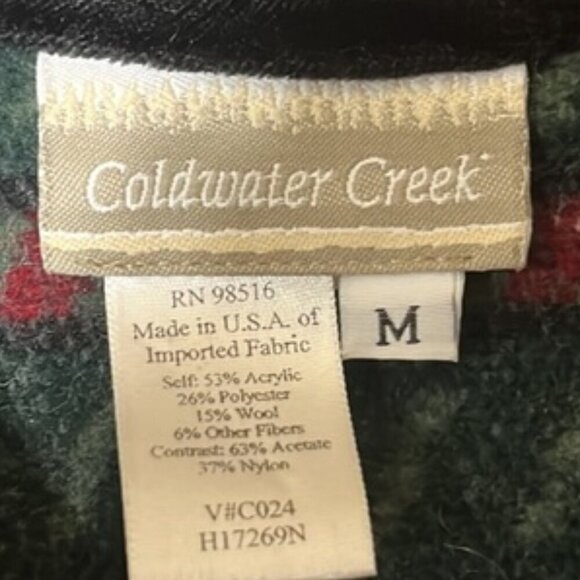 Coldwater Creek
RN 98516
Made in U.S.A. of
Imported Fabric
Self: 53% Acrylic
26% Polyester
15% Wool
6% Other Fibers
Contrast: 63% Acetate
37% Nylon
V#C024
H17269N
M